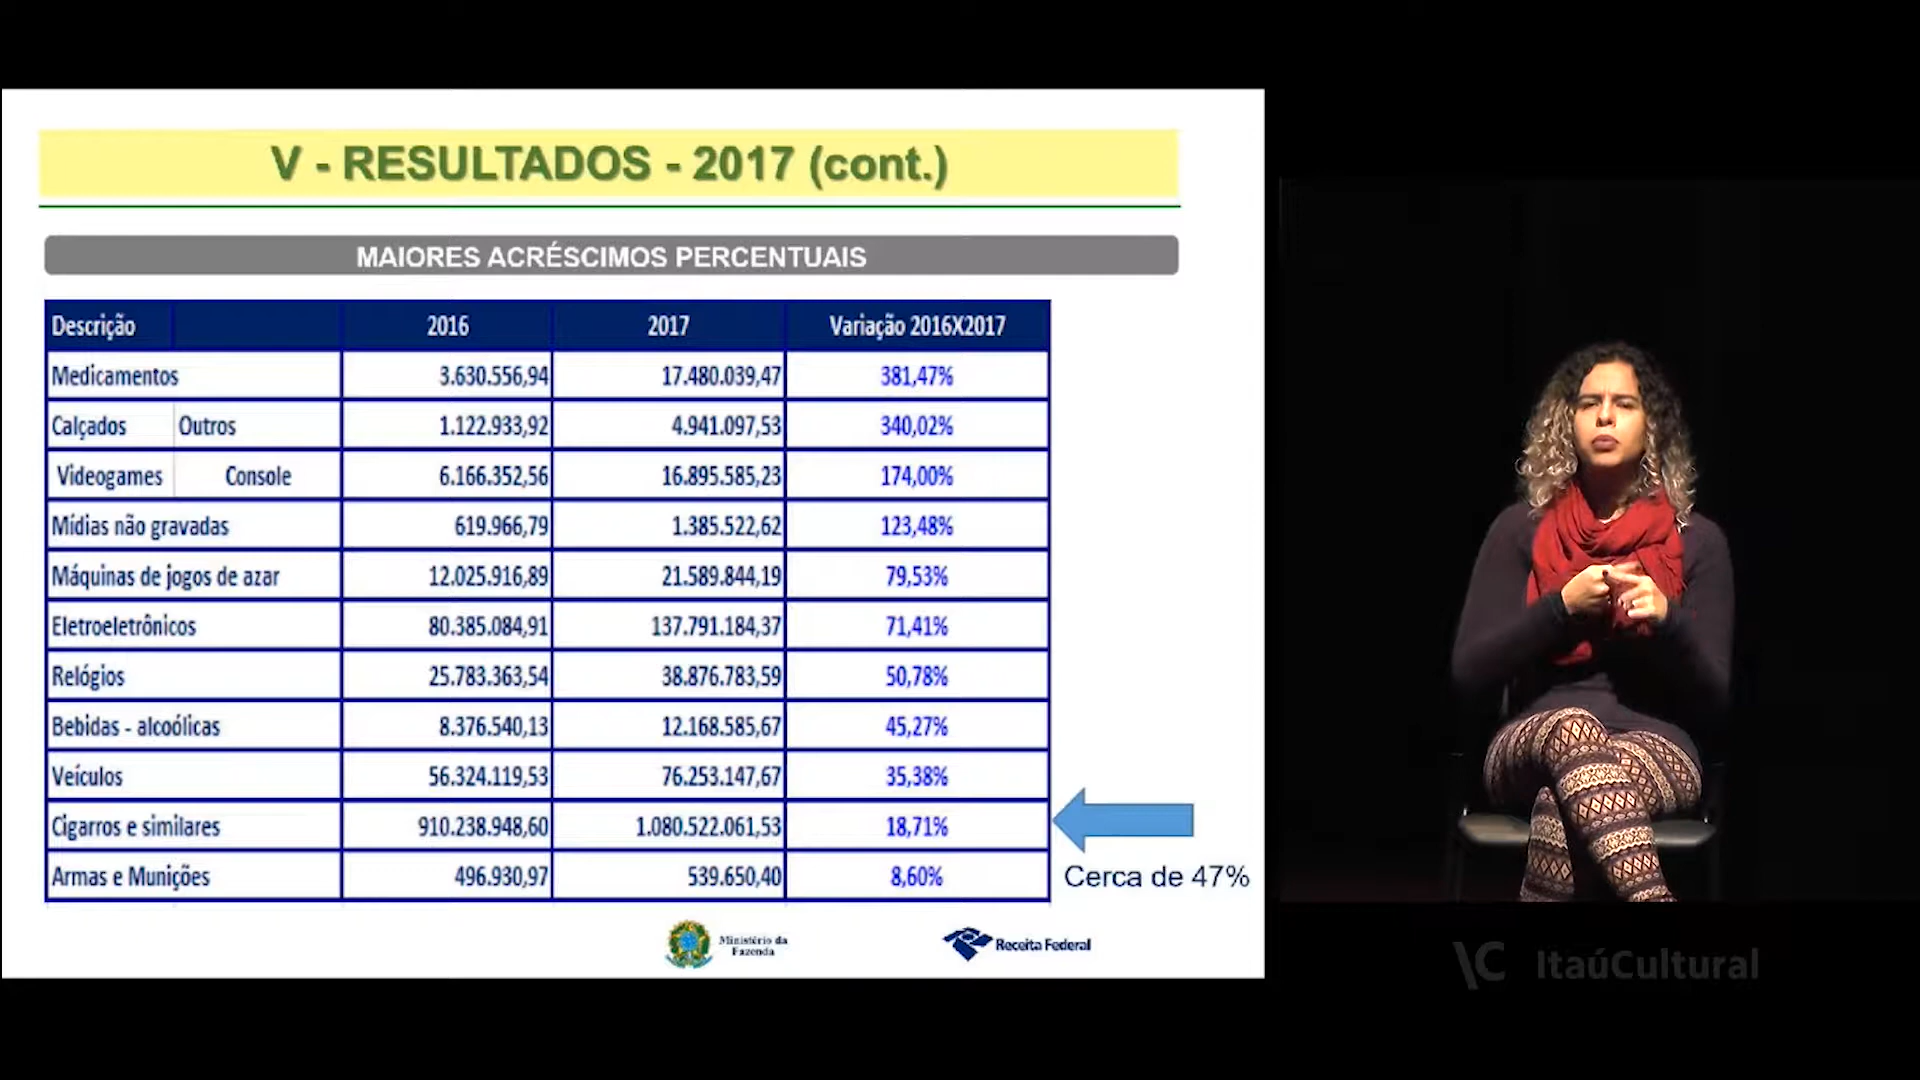 V - RESULTADOS - 2017 (cont.)
MAIORES ACRÉSCIMOS PERCENTUAIS
Descrição 2016 2017 Variação 2016X2017
Medicamentos 3.630.556,94 17.480.039,47 381,47%
Calçados Outros 1.122.933,92 4.941.097,53 340,02%
Videogames Console 6.166.352,56 16.895.585,23 174,00%
Mídias não gravadas 619.966,79 1.385.522,62 123,48%
Máquinas de jogos de azar 12.025.916,89 21.589.844,19 79,53%
Eletroeletrônicos 80.385.084,91 137.791.184,37 71,41%
Relógios 25.783.363,54 38.876.783,59 50,78%
Bebidas - alcoólicas 8.376.540,13 12.168.585,67 45,27%
Veículos 56.324.119,53 76.253.147,67 35,38%
Cigarros e similares 910.238.948,60 1.080.522.061,53 18,71%
Armas e Munições 496.930,97 539.650,40 8,60%
Cerca de 47%
Ministério da
Fazenda
Receita Federal
ItaúCultural